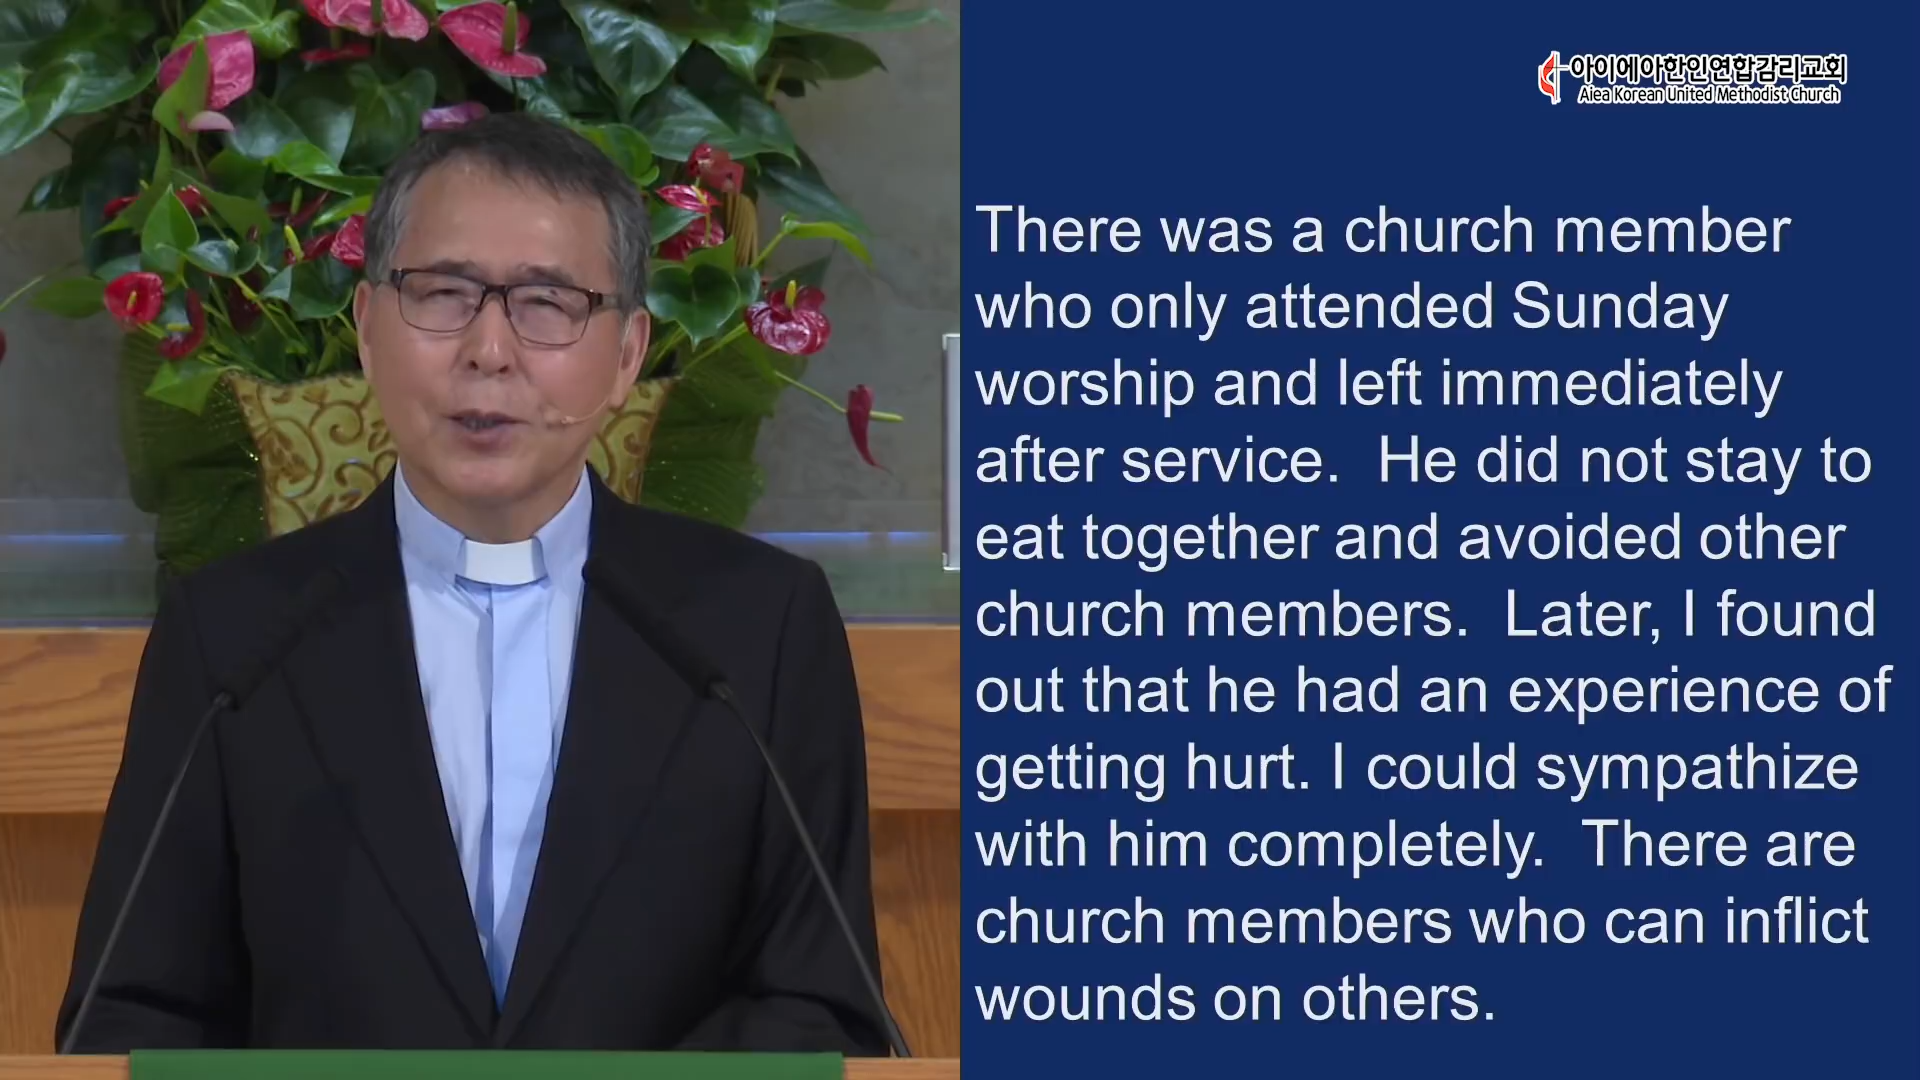 아이에아한인연합감리교회
Aiea Korean United Methodist Church
There was a church member
who only attended Sunday
worship and left immediately
after service.  He did not stay to
eat together and avoided other
church members.  Later, I found
out that he had an experience of
getting hurt. I could sympathize
with him completely.  There are
church members who can inflict
wounds on others.